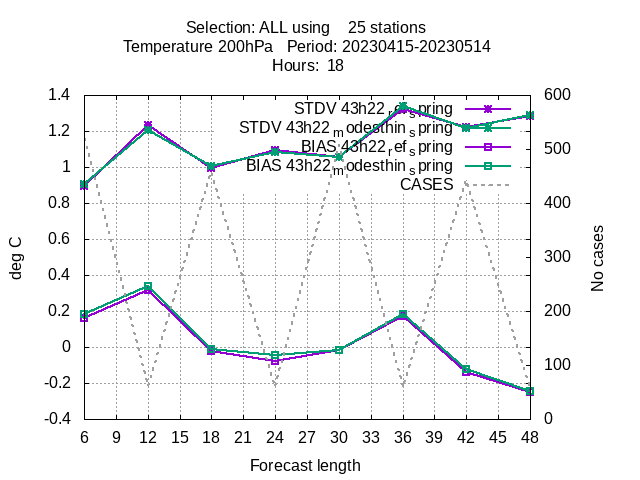 Selection: ALL using    25 stations
Temperature 200hPa   Period: 20230415-20230514
Hours:  18
1.4
1.2
1
0.8
0.6
0.4
0.2
0
-0.2
-0.4
deg C
STDV 43h22_ref_spring
STDV 43h22_modesthin_spring
BIAS 43h22_ref_spring
BIAS 43h22_modesthin_spring
CASES
600
500
400
300
200
100
0
No cases
6 9 12 15 18 21 24 27 30 33 36 39 42 45 48
Forecast length